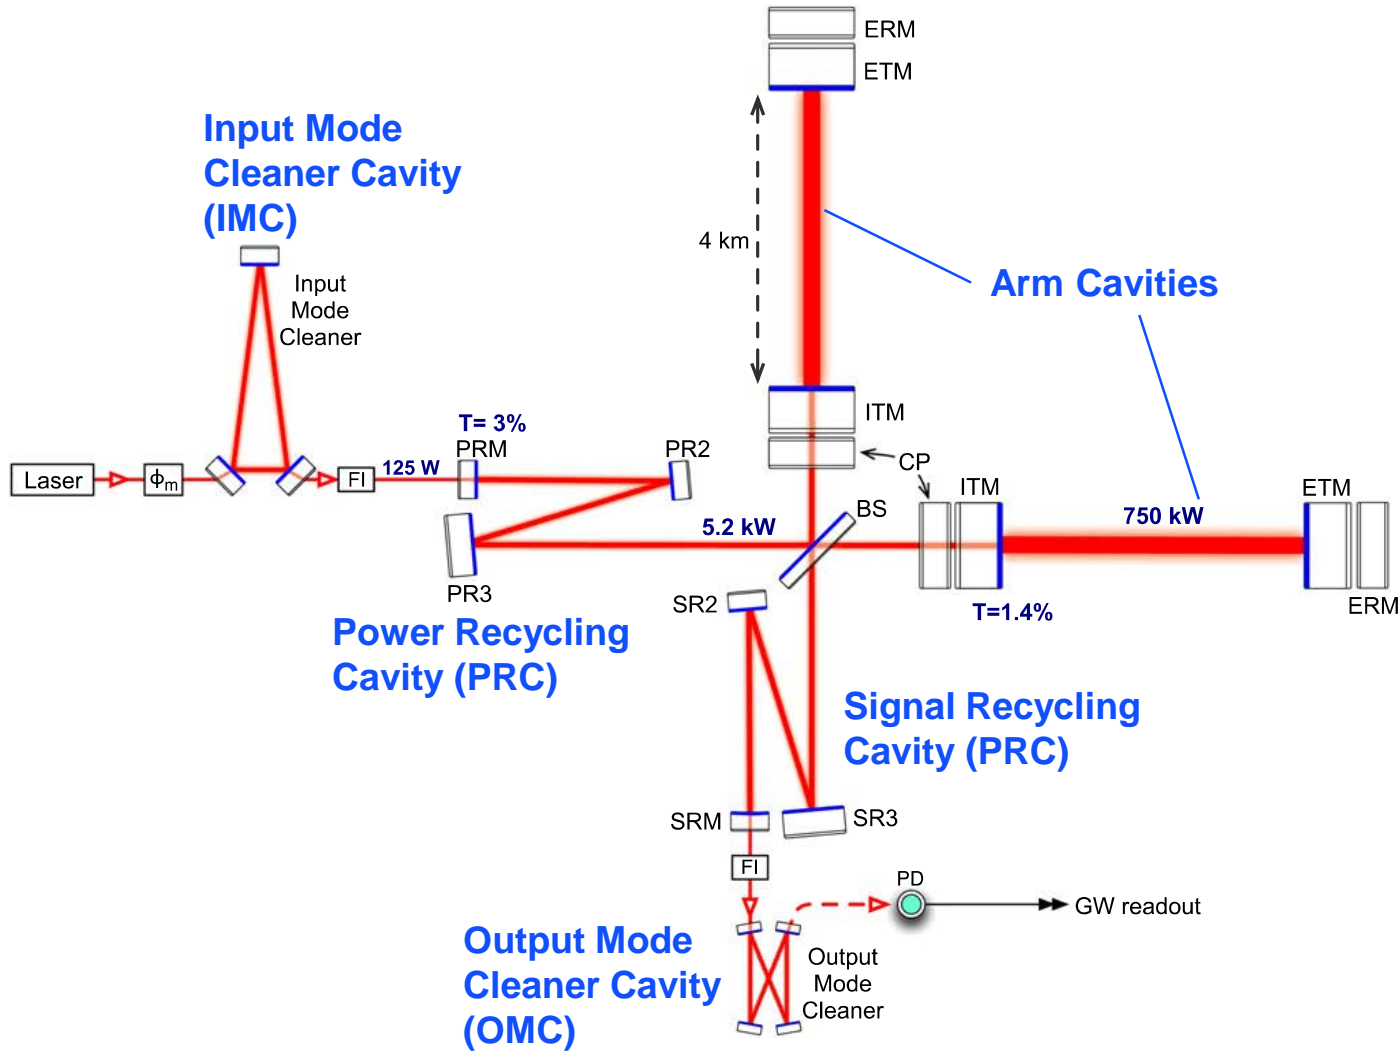 ERM
ETM
Input Mode
Cleaner Cavity
(IMC)
4 km
Arm Cavities
Input
Mode
Cleaner
ITM
T= 3%
PRM
PR2
CP
Laser
ϕm
FI
125 W
ITM
ETM
BS
750 kW
5.2 kW
PR3
SR2
T=1.4%
ERM
Power Recycling
Cavity (PRC)
Signal Recycling
Cavity (PRC)
SRM
SR3
FI
PD
GW readout
Output Mode
Cleaner Cavity
(OMC)
Output
Mode
Cleaner